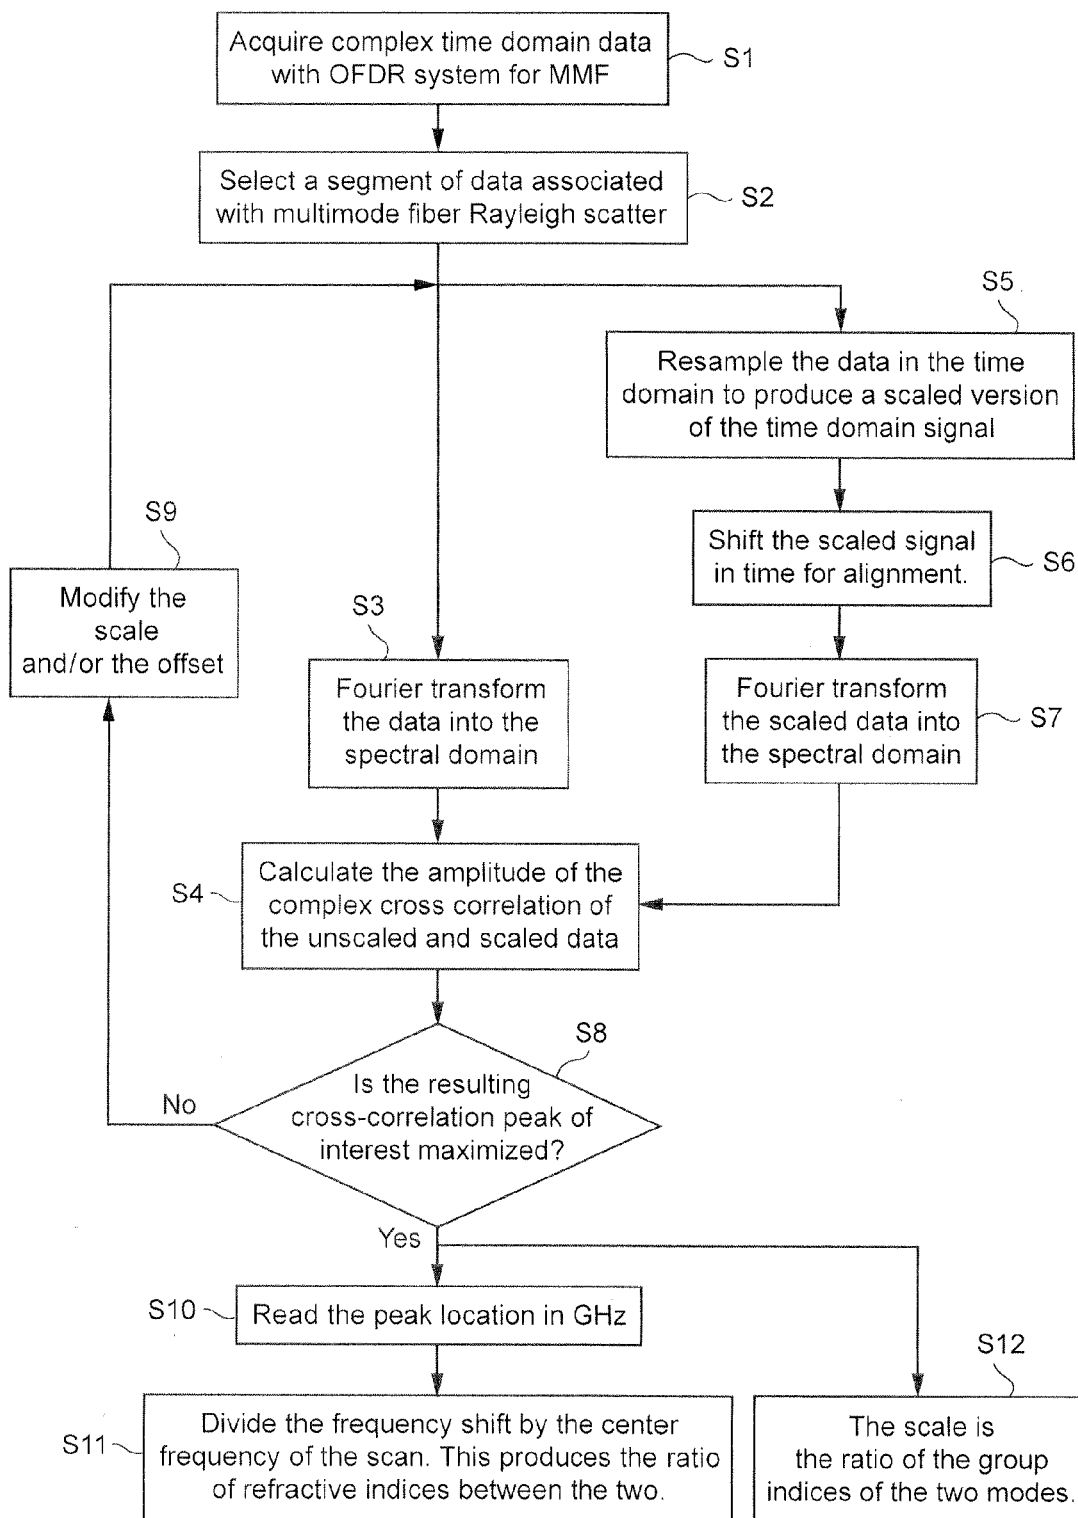 Acquire complex time domain data
with OFDR system for MMF
S1
Select a segment of data associated
with multimode fiber Rayleigh scatter
S2
S5
Resample the data in the time
domain to produce a scaled version
of the time domain signal
S9
Modify the
scale
and/or the offset
Shift the scaled signal
in time for alignment.
S6
S3
Fourier transform
the data into the
spectral domain
Fourier transform
the scaled data into
the spectral domain
S7
S4
Calculate the amplitude of the
complex cross correlation of
the unscaled and scaled data
S8
Is the resulting
cross-correlation peak of
interest maximized?
No
Yes
S10
Read the peak location in GHz
S11
Divide the frequency shift by the center
frequency of the scan. This produces the ratio
of refractive indices between the two.
S12
The scale is
the ratio of the group
indices of the two modes.